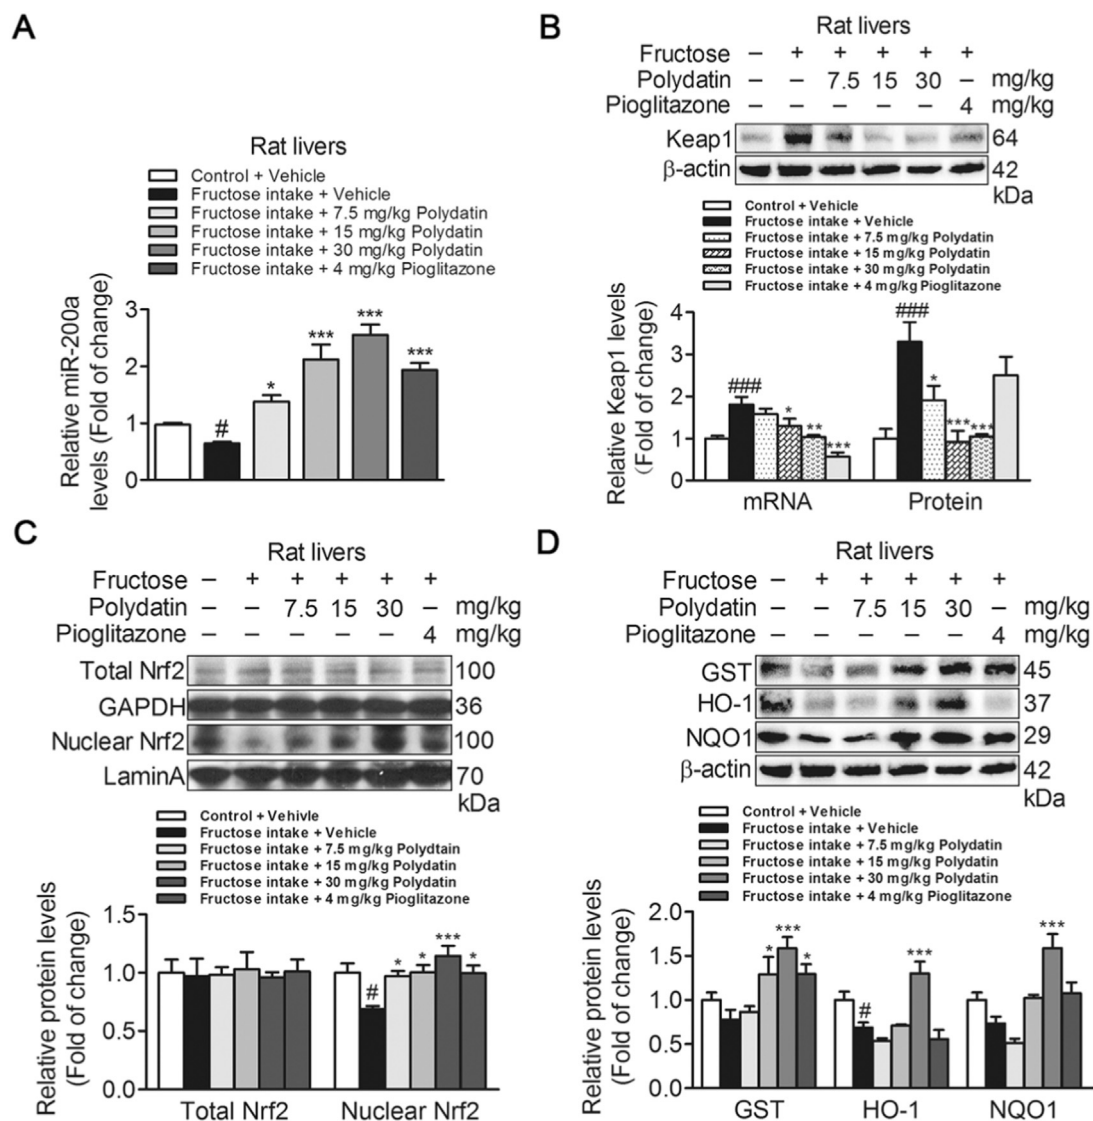 A
Rat livers
Control + Vehicle
Fructose intake + Vehicle
Fructose intake + 7.5 mg/kg Polydatin
Fructose intake + 15 mg/kg Polydatin
Fructose intake + 30 mg/kg Polydatin
Fructose intake + 4 mg/kg Pioglitazone
Relative miR-200a
levels (Fold of change)
3
2
1
0
# * *** *** ***
B
Rat livers
Fructose − + + + + +
Polydatin − − 7.5 15 30 − mg/kg
Pioglitazone − − − − − 4 mg/kg
Keap1 64
β-actin 42
kDa
Control + Vehicle
Fructose intake + Vehicle
Fructose intake + 7.5 mg/kg Polydatin
Fructose intake + 15 mg/kg Polydatin
Fructose intake + 30 mg/kg Polydatin
Fructose intake + 4 mg/kg Pioglitazone
Relative Keap1 levels
(Fold of change)
4
3
2
1
0
### * ** *** ### * *** ***
mRNA Protein
C
Rat livers
Fructose − + + + + +
Polydatin − − 7.5 15 30 − mg/kg
Pioglitazone − − − − − 4 mg/kg
Total Nrf2 100
GAPDH 36
Nuclear Nrf2 100
LaminA 70
kDa
Control + Vehivle
Fructose intake + Vehicle
Fructose intake + 7.5 mg/kg Polydtain
Fructose intake + 15 mg/kg Polydatin
Fructose intake + 30 mg/kg Polydatin
Fructose intake + 4 mg/kg Pioglitazone
Relative protein levels
(Fold of change)
1.5
1.0
0.5
0.0
# * * *** *
Total Nrf2 Nuclear Nrf2
D
Rat livers
Fructose − + + + + +
Polydatin − − 7.5 15 30 − mg/kg
Pioglitazone − − − − − 4 mg/kg
GST 45
HO-1 37
NQO1 29
β-actin 42
kDa
Control + Vehicle
Fructose intake + Vehicle
Fructose intake + 7.5 mg/kg Polydatin
Fructose intake + 15 mg/kg Polydatin
Fructose intake + 30 mg/kg Polydatin
Fructose intake + 4 mg/kg Pioglitazone
Relative protein levels
(Fold of change)
2.0
1.5
1.0
0.5
0.0
* *** * # *** ***
GST HO-1 NQO1